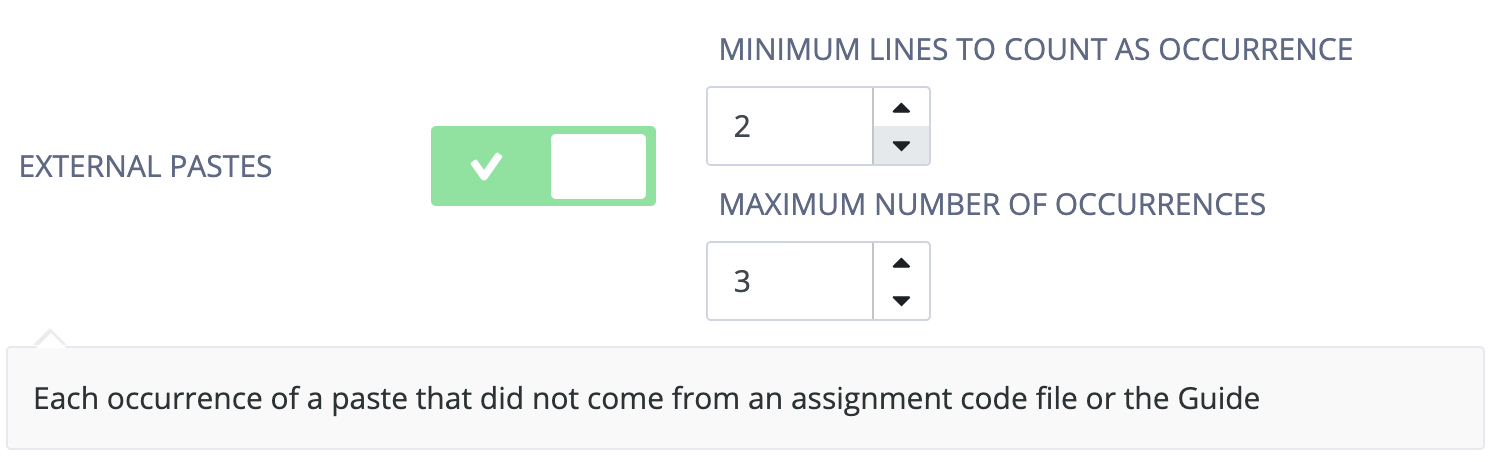 MINIMUM LINES TO COUNT AS OCCURRENCE
2
EXTERNAL PASTES
MAXIMUM NUMBER OF OCCURRENCES
3
Each occurrence of a paste that did not come from an assignment code file or the Guide